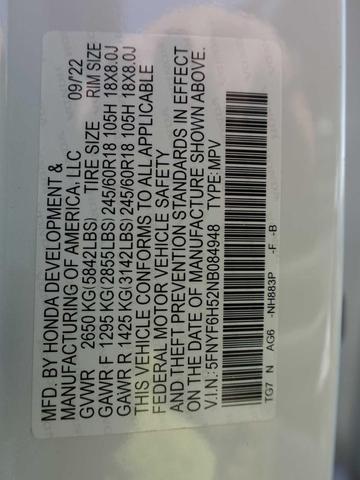 MFD. BY HONDA DEVELOPMENT & 09/'22
MANUFACTURING OF AMERICA, LLC
GVWR 2650 KG(5842LBS) TIRE SIZE RIM SIZE
GAWR F 1296 KG(2855LBS) 245/60R18 105H 18X8.0J
GAWR R 1428 KG(3142LBS) 245/60R18 105H 18X8.0J
THIS VEHICLE CONFORMS TO ALL APPLICABLE
FEDERAL MOTOR VEHICLE SAFETY
AND THEFT PREVENTION STANDARDS IN EFFECT
ON THE DATE OF MANUFACTURE SHOWN ABOVE.
V.I.N.: 5FNYF6H52NB084948 TYPE: MPV
TG7 N AG6 -NH883P -F -B